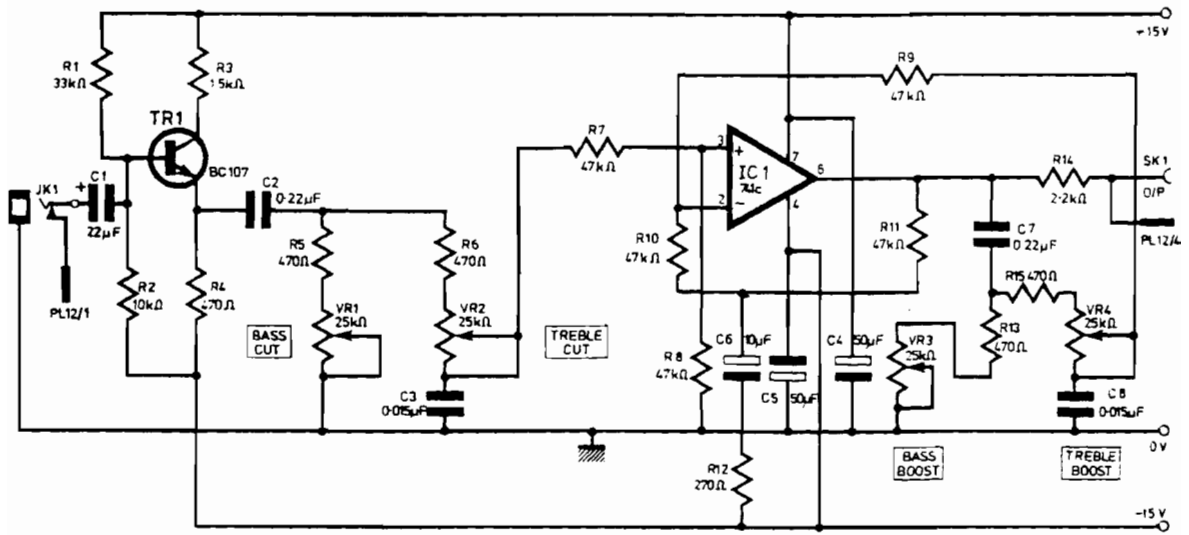 +15V
R1
33kΩ
R3
1.5kΩ
TR1
BC107
JK1
+
C1
22µF
PL12/1
R2
10kΩ
R4
470Ω
C2
0·22µF
R5
470Ω
VR1
25kΩ
BASS
CUT
R6
470Ω
VR2
25kΩ
C3
0·015µF
TREBLE
CUT
R7
47kΩ
R8
47kΩ
R9
47kΩ
3
+
IC1
741c
2
−
7
6
4
R10
47kΩ
R11
47kΩ
C6
10µF
C5
50µF
C4
50µF
R12
270Ω
VR3
25kΩ
BASS
BOOST
C7
0·22µF
R15 470Ω
R13
470Ω
VR4
25kΩ
C8
0·015µF
TREBLE
BOOST
R14
2·2kΩ
SK1
O/P
PL12/4
0V
−15V